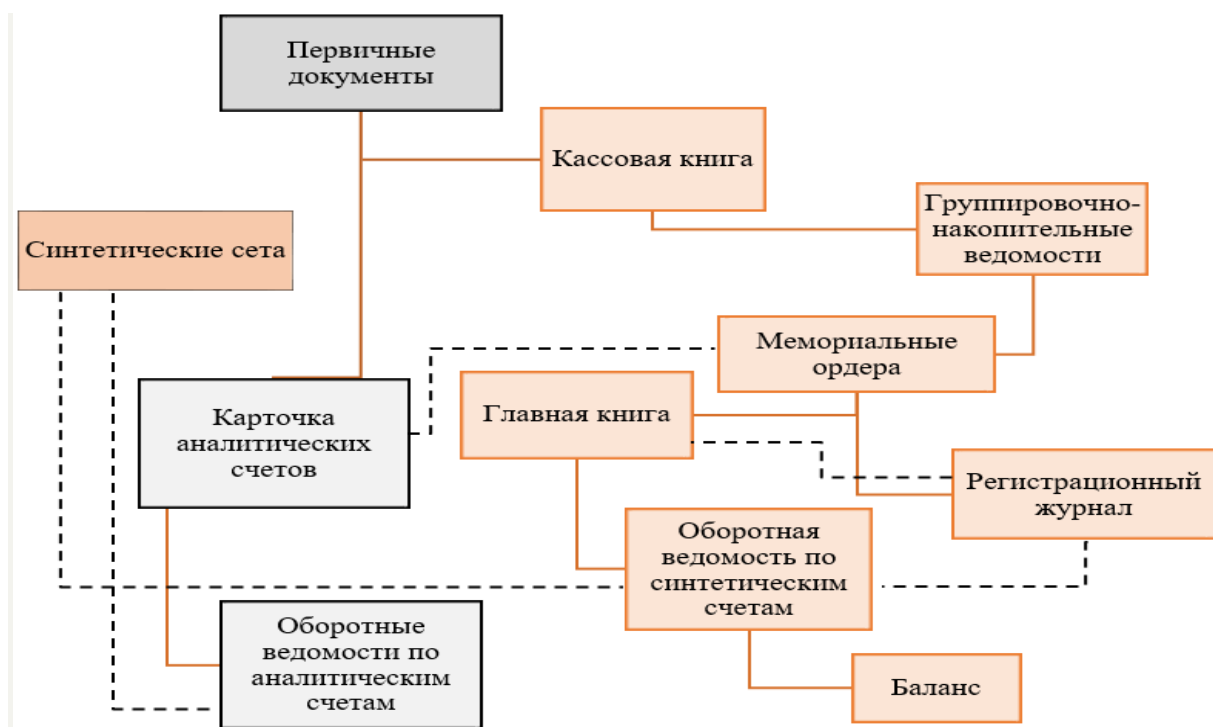 Первичные
документы
Кассовая книга
Группировочно-
накопительные
ведомости
Синтетические сета
Мемориальные
ордера
Карточка
аналитических
счетов
Главная книга
Регистрационный
журнал
Оборотная
ведомость по
синтетическим
счетам
Оборотные
ведомости по
аналитическим
счетам
Баланс